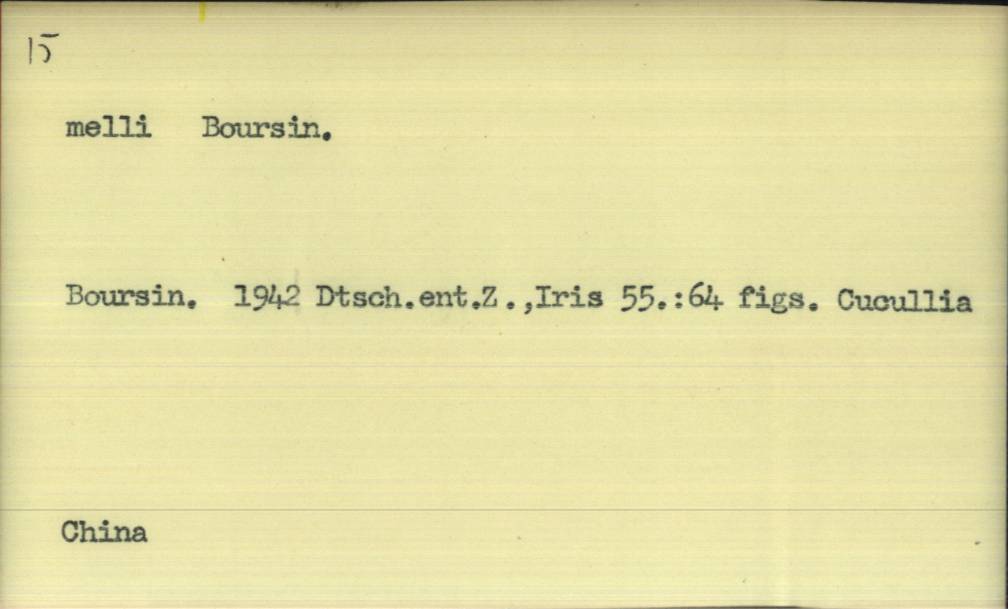 15
melli Boursin.
Boursin. 1942 Dtsch.ent.Z.,Iris 55.:64 figs. Cucullia
China